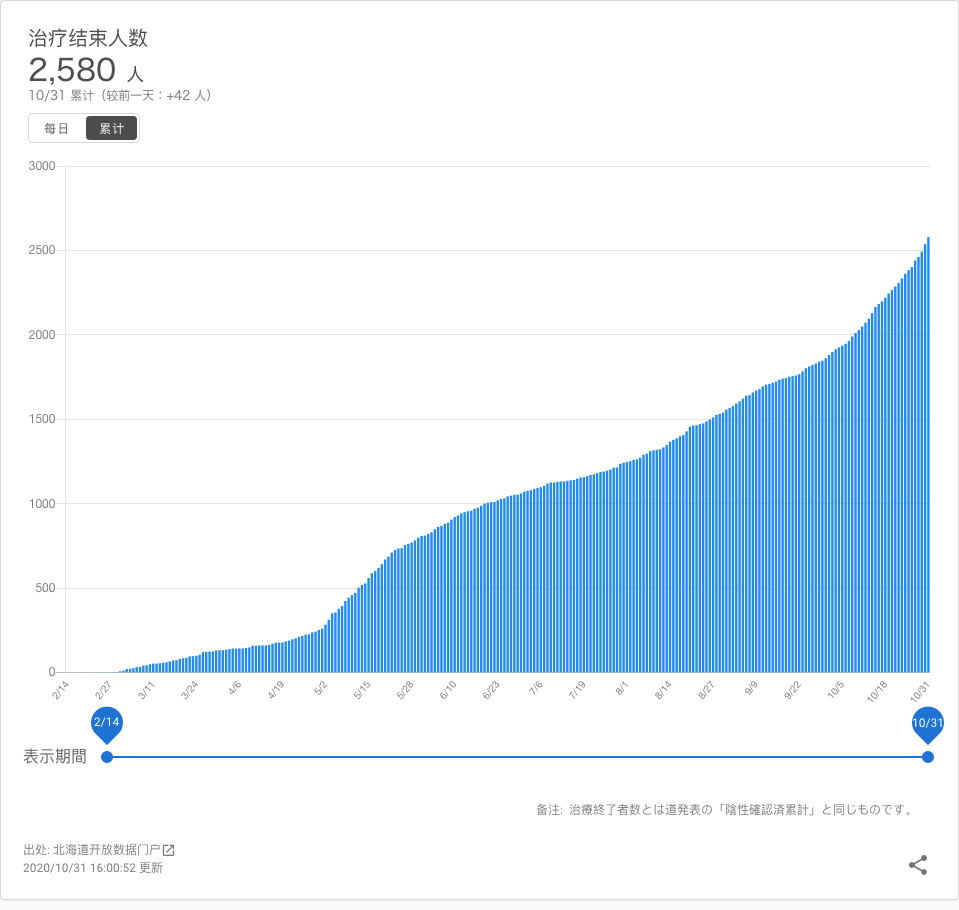 治疗结束人数
2,580 人
10/31 累计（较前一天：+42 人）
每日 累计
3000
2500
2000
1500
1000
500
0
2/14 2/27 3/11 3/24 4/6 4/19 5/2 5/15 5/28 6/10 6/23 7/6 7/19 8/1 8/14 8/27 9/9 9/22 10/5 10/18 10/31
2/14 10/31
表示期間
备注: 治療終了者数とは道発表の「陰性確認済累計」と同じものです。
出处: 北海道开放数据门户
2020/10/31 16:00:52 更新